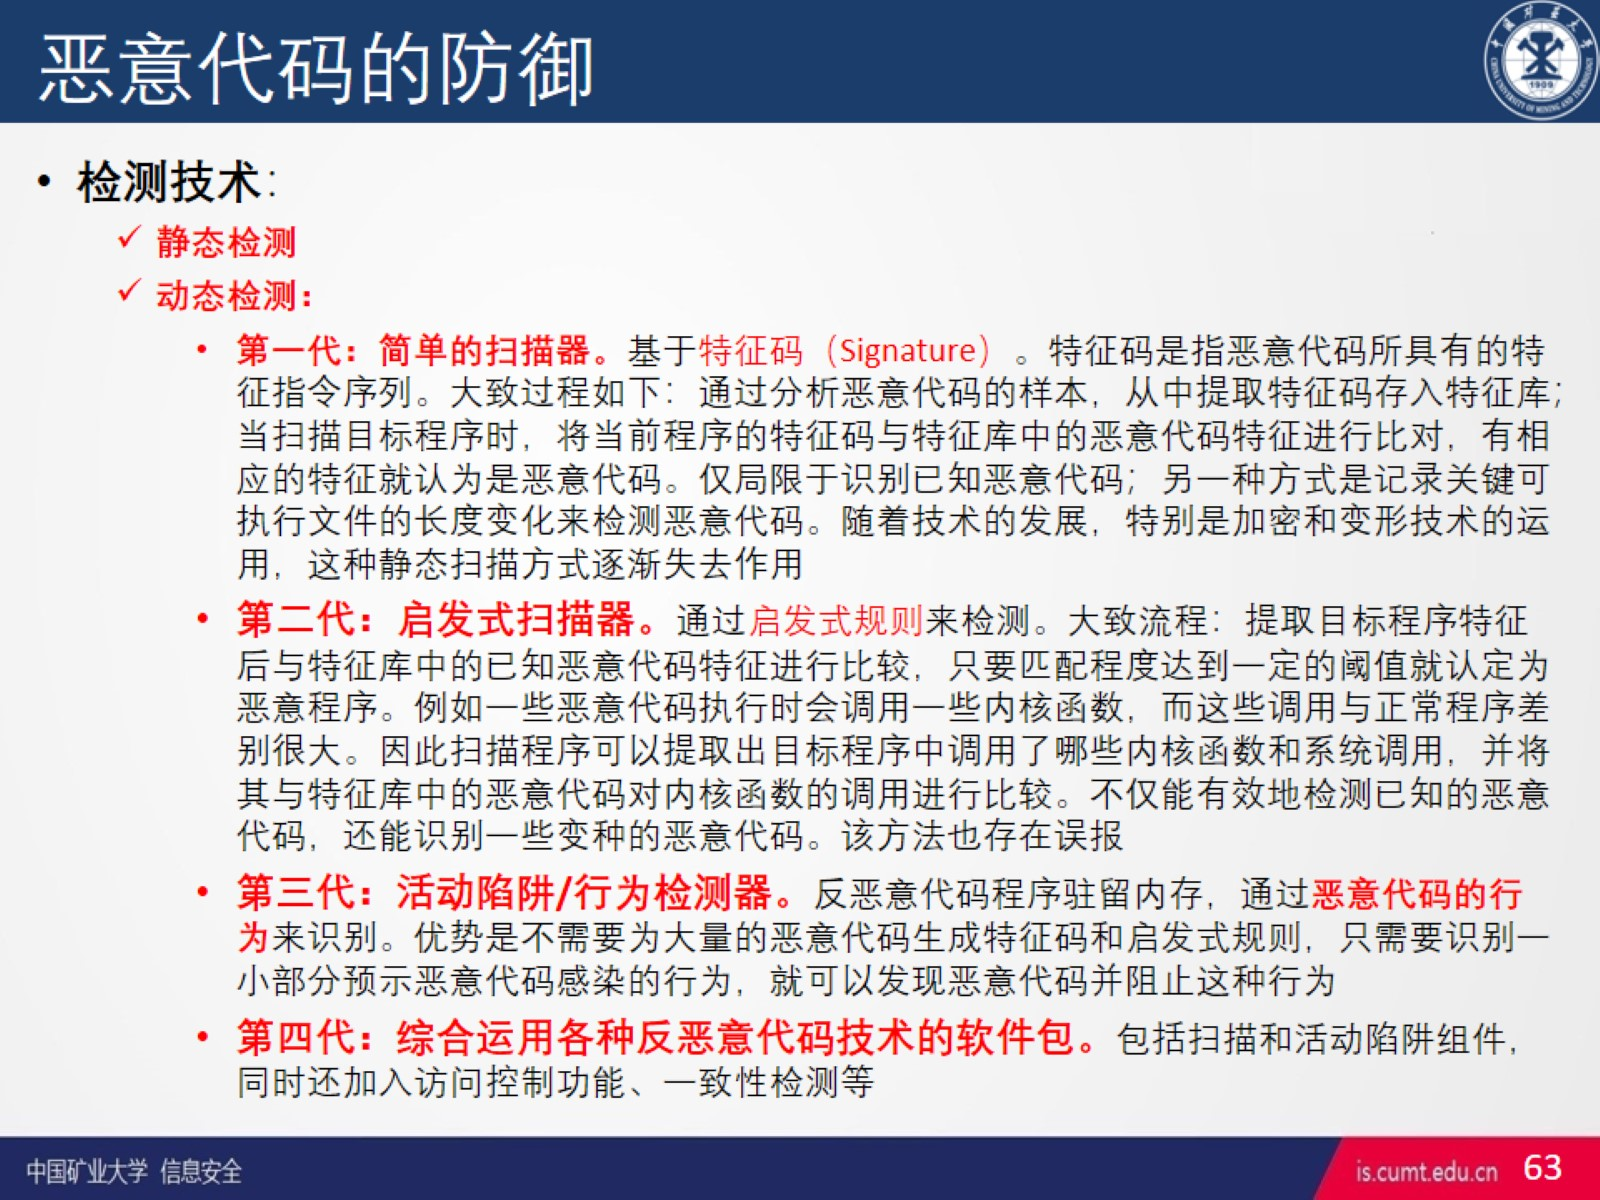 恶意代码的防御
中国矿业大学
CHINA UNIVERSITY OF MINING AND TECHNOLOGY
1909
• 检测技术：
✓ 静态检测
✓ 动态检测：
• 第一代：简单的扫描器。基于特征码（Signature）。特征码是指恶意代码所具有的特
征指令序列。大致过程如下：通过分析恶意代码的样本，从中提取特征码存入特征库；
当扫描目标程序时，将当前程序的特征码与特征库中的恶意代码特征进行比对，有相
应的特征就认为是恶意代码。仅局限于识别已知恶意代码；另一种方式是记录关键可
执行文件的长度变化来检测恶意代码。随着技术的发展，特别是加密和变形技术的运
用，这种静态扫描方式逐渐失去作用
• 第二代：启发式扫描器。通过启发式规则来检测。大致流程：提取目标程序特征
后与特征库中的已知恶意代码特征进行比较，只要匹配程度达到一定的阈值就认定为
恶意程序。例如一些恶意代码执行时会调用一些内核函数，而这些调用与正常程序差
别很大。因此扫描程序可以提取出目标程序中调用了哪些内核函数和系统调用，并将
其与特征库中的恶意代码对内核函数的调用进行比较。不仅能有效地检测已知的恶意
代码，还能识别一些变种的恶意代码。该方法也存在误报
• 第三代：活动陷阱/行为检测器。反恶意代码程序驻留内存，通过恶意代码的行
为来识别。优势是不需要为大量的恶意代码生成特征码和启发式规则，只需要识别一
小部分预示恶意代码感染的行为，就可以发现恶意代码并阻止这种行为
• 第四代：综合运用各种反恶意代码技术的软件包。包括扫描和活动陷阱组件，
同时还加入访问控制功能、一致性检测等
中国矿业大学 信息安全
is.cumt.edu.cn 63